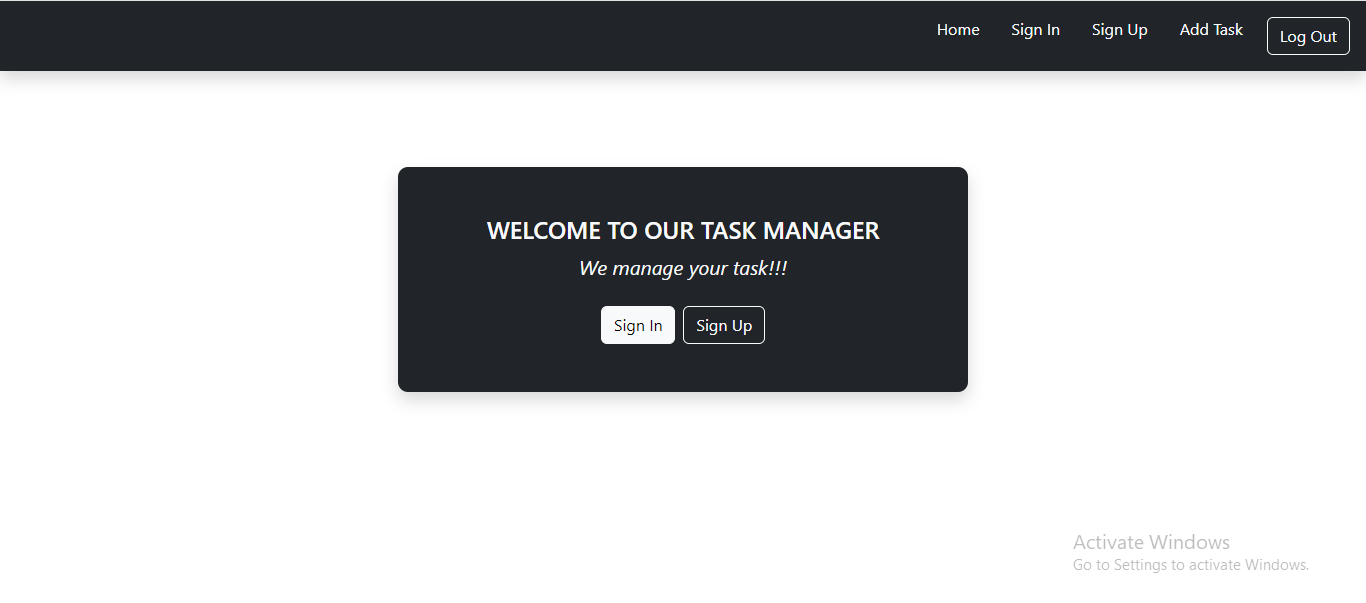 Home Sign In Sign Up Add Task Log Out
WELCOME TO OUR TASK MANAGER
We manage your task!!!
Sign In Sign Up
Activate Windows
Go to Settings to activate Windows.